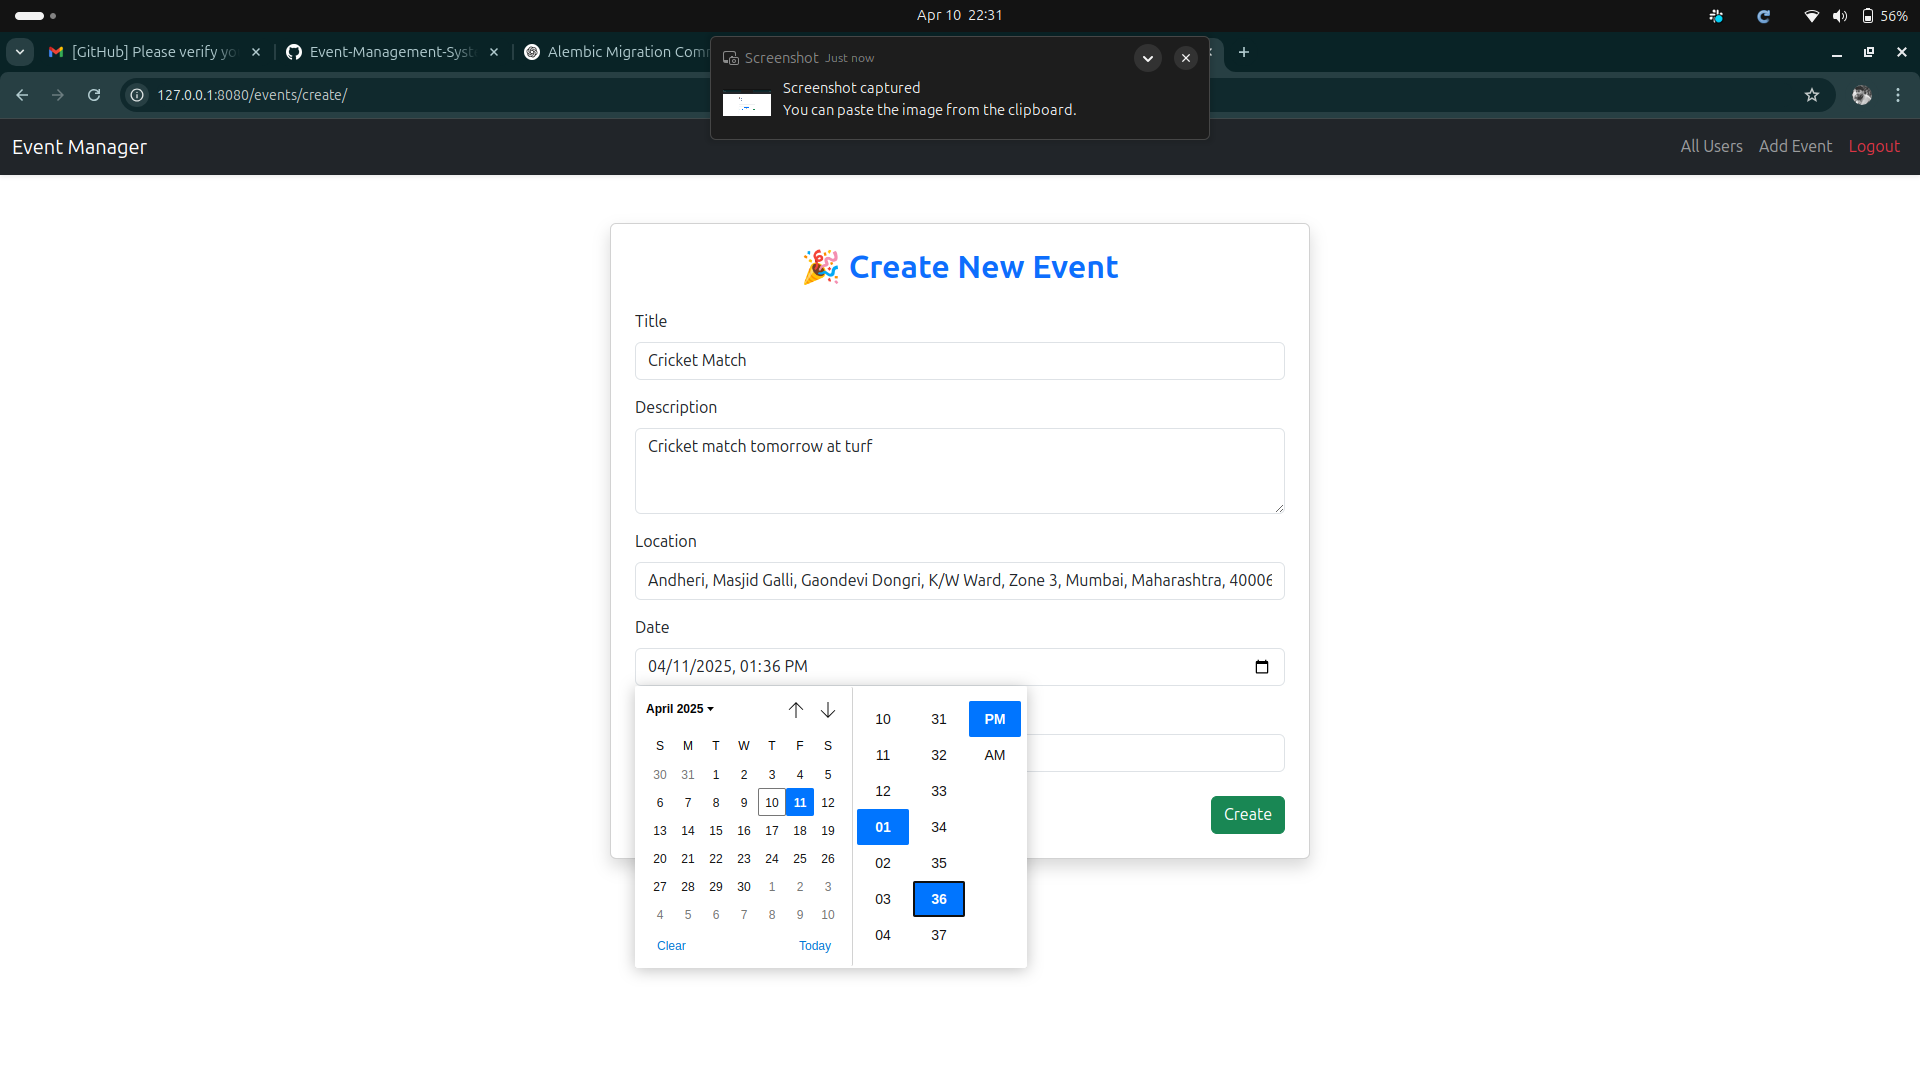 Apr 10 22:31
56%
[GitHub] Please verify yo
Event-Management-Syst
Alembic Migration Com
Screenshot Just now
Screenshot captured
You can paste the image from the clipboard.
127.0.0.1:8080/events/create/
Event Manager
All Users Add Event Logout
Create New Event
Title
Cricket Match
Description
Cricket match tomorrow at turf
Location
Andheri, Masjid Galli, Gaondevi Dongri, K/W Ward, Zone 3, Mumbai, Maharashtra, 40006
Date
04/11/2025, 01:36 PM
April 2025
S M T W T F S
30 31 1 2 3 4 5
6 7 8 9 10 11 12
13 14 15 16 17 18 19
20 21 22 23 24 25 26
27 28 29 30 1 2 3
4 5 6 7 8 9 10
Clear Today
10 31 PM
11 32 AM
12 33
01 34
02 35
03 36
04 37
Create